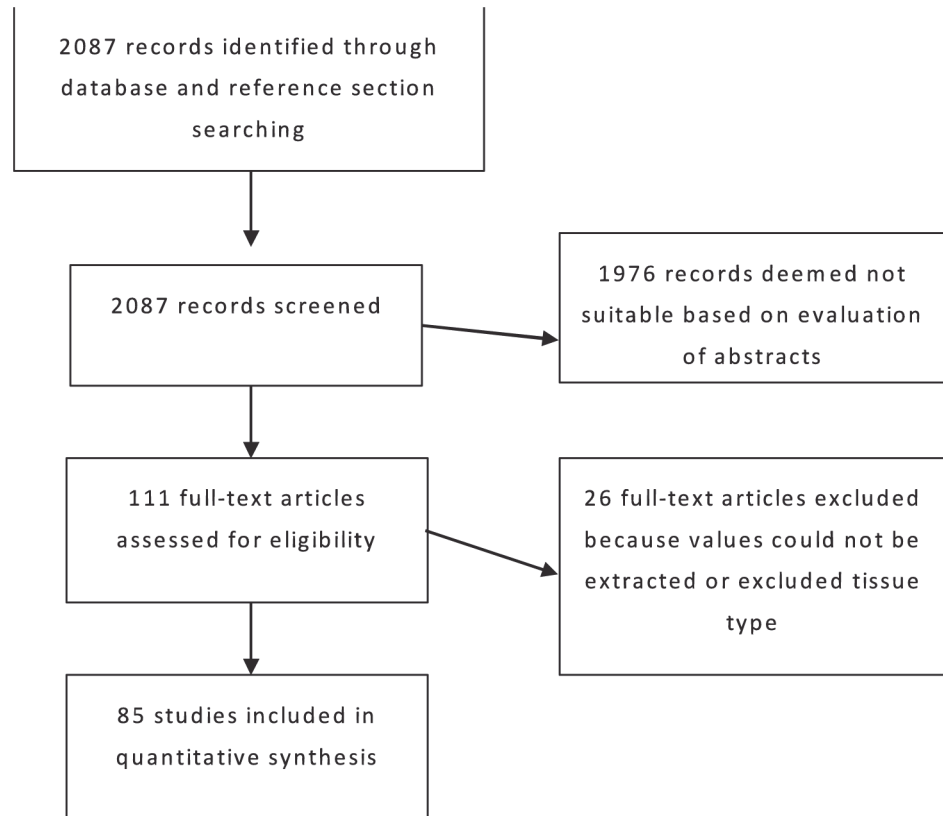 2087 records identified through
database and reference section
searching
2087 records screened
1976 records deemed not
suitable based on evaluation
of abstracts
111 full-text articles
assessed for eligibility
26 full-text articles excluded
because values could not be
extracted or excluded tissue
type
85 studies included in
quantitative synthesis